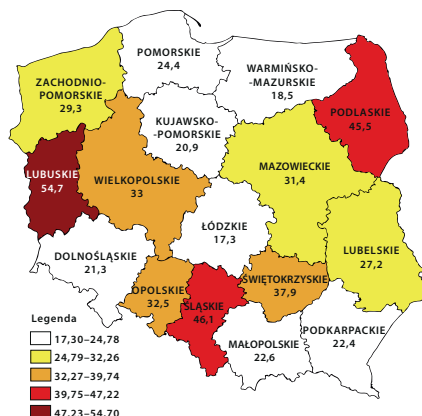 POMORSKIE
24,4
WARMIŃSKO-
-MAZURSKIE
18,5
ZACHODNIO-
POMORSKIE
29,3
PODLASKIE
45,5
KUJAWSKO-
-POMORSKIE
20,9
LUBUSKIE
54,7
WIELKOPOLSKIE
33
MAZOWIECKIE
31,4
ŁÓDZKIE
17,3
LUBELSKIE
27,2
DOLNOŚLĄSKIE
21,3
OPOLSKIE
32,5
ŚLĄSKIE
46,1
ŚWIĘTOKRZYSKIE
37,9
MAŁOPOLSKIE
22,6
PODKARPACKIE
22,4
Legenda
17,30–24,78
24,79–32,26
32,27–39,74
39,75–47,22
47,23–54,70